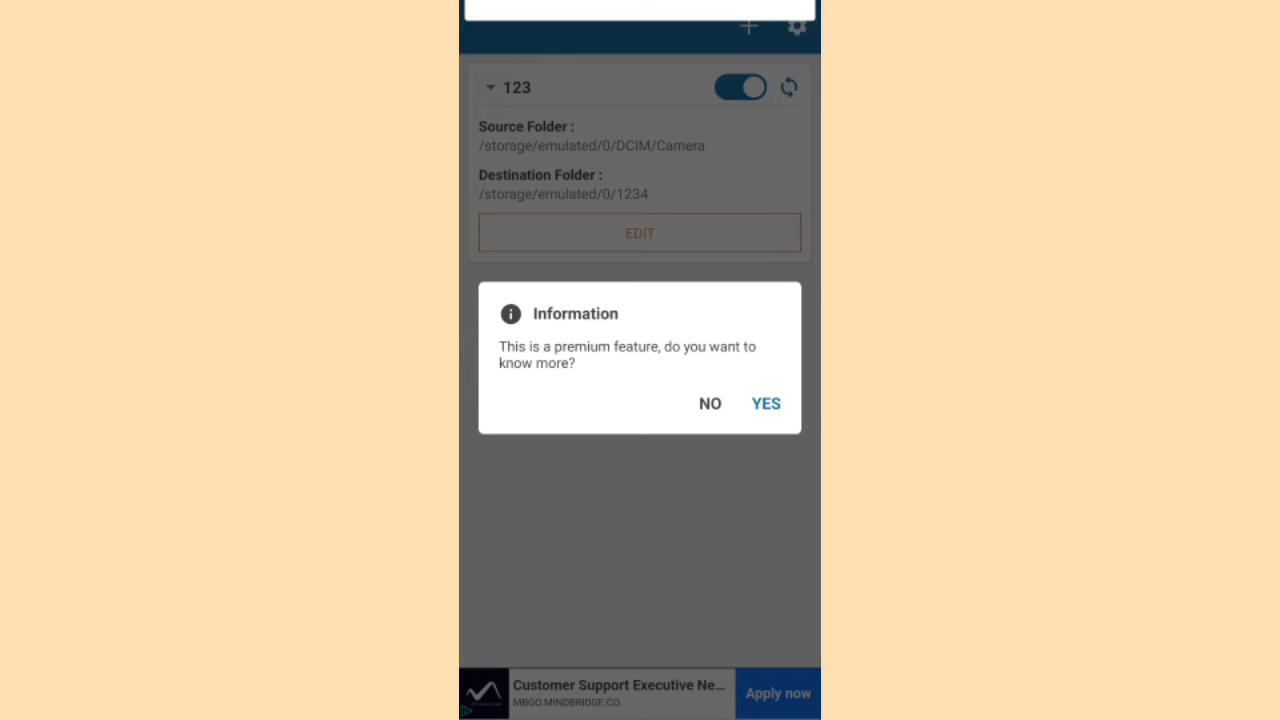 123
Source Folder :
/storage/emulated/0/DCIM/Camera
Destination Folder :
/storage/emulated/0/1234
EDIT
Information
This is a premium feature, do you want to
know more?
NO YES
Customer Support Executive Ne...
MBGO.MINDBRIDGE.CO
Apply now